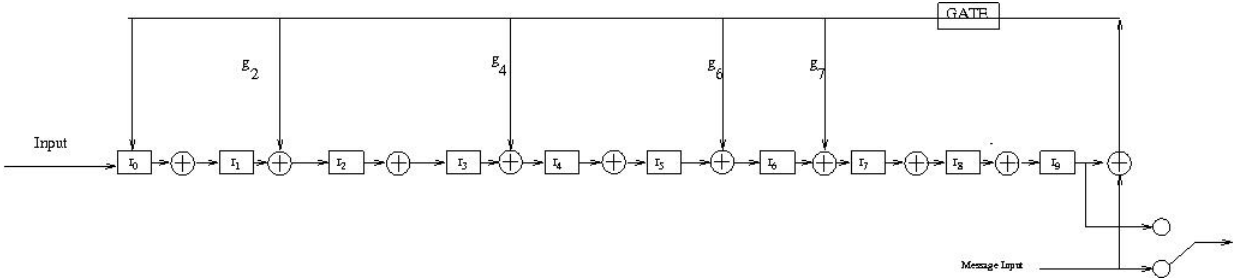 GATE
g2
g4
g6
g7
Input
r0
r1
r2
r3
r4
r5
r6
r7
r8
r9
Message Input